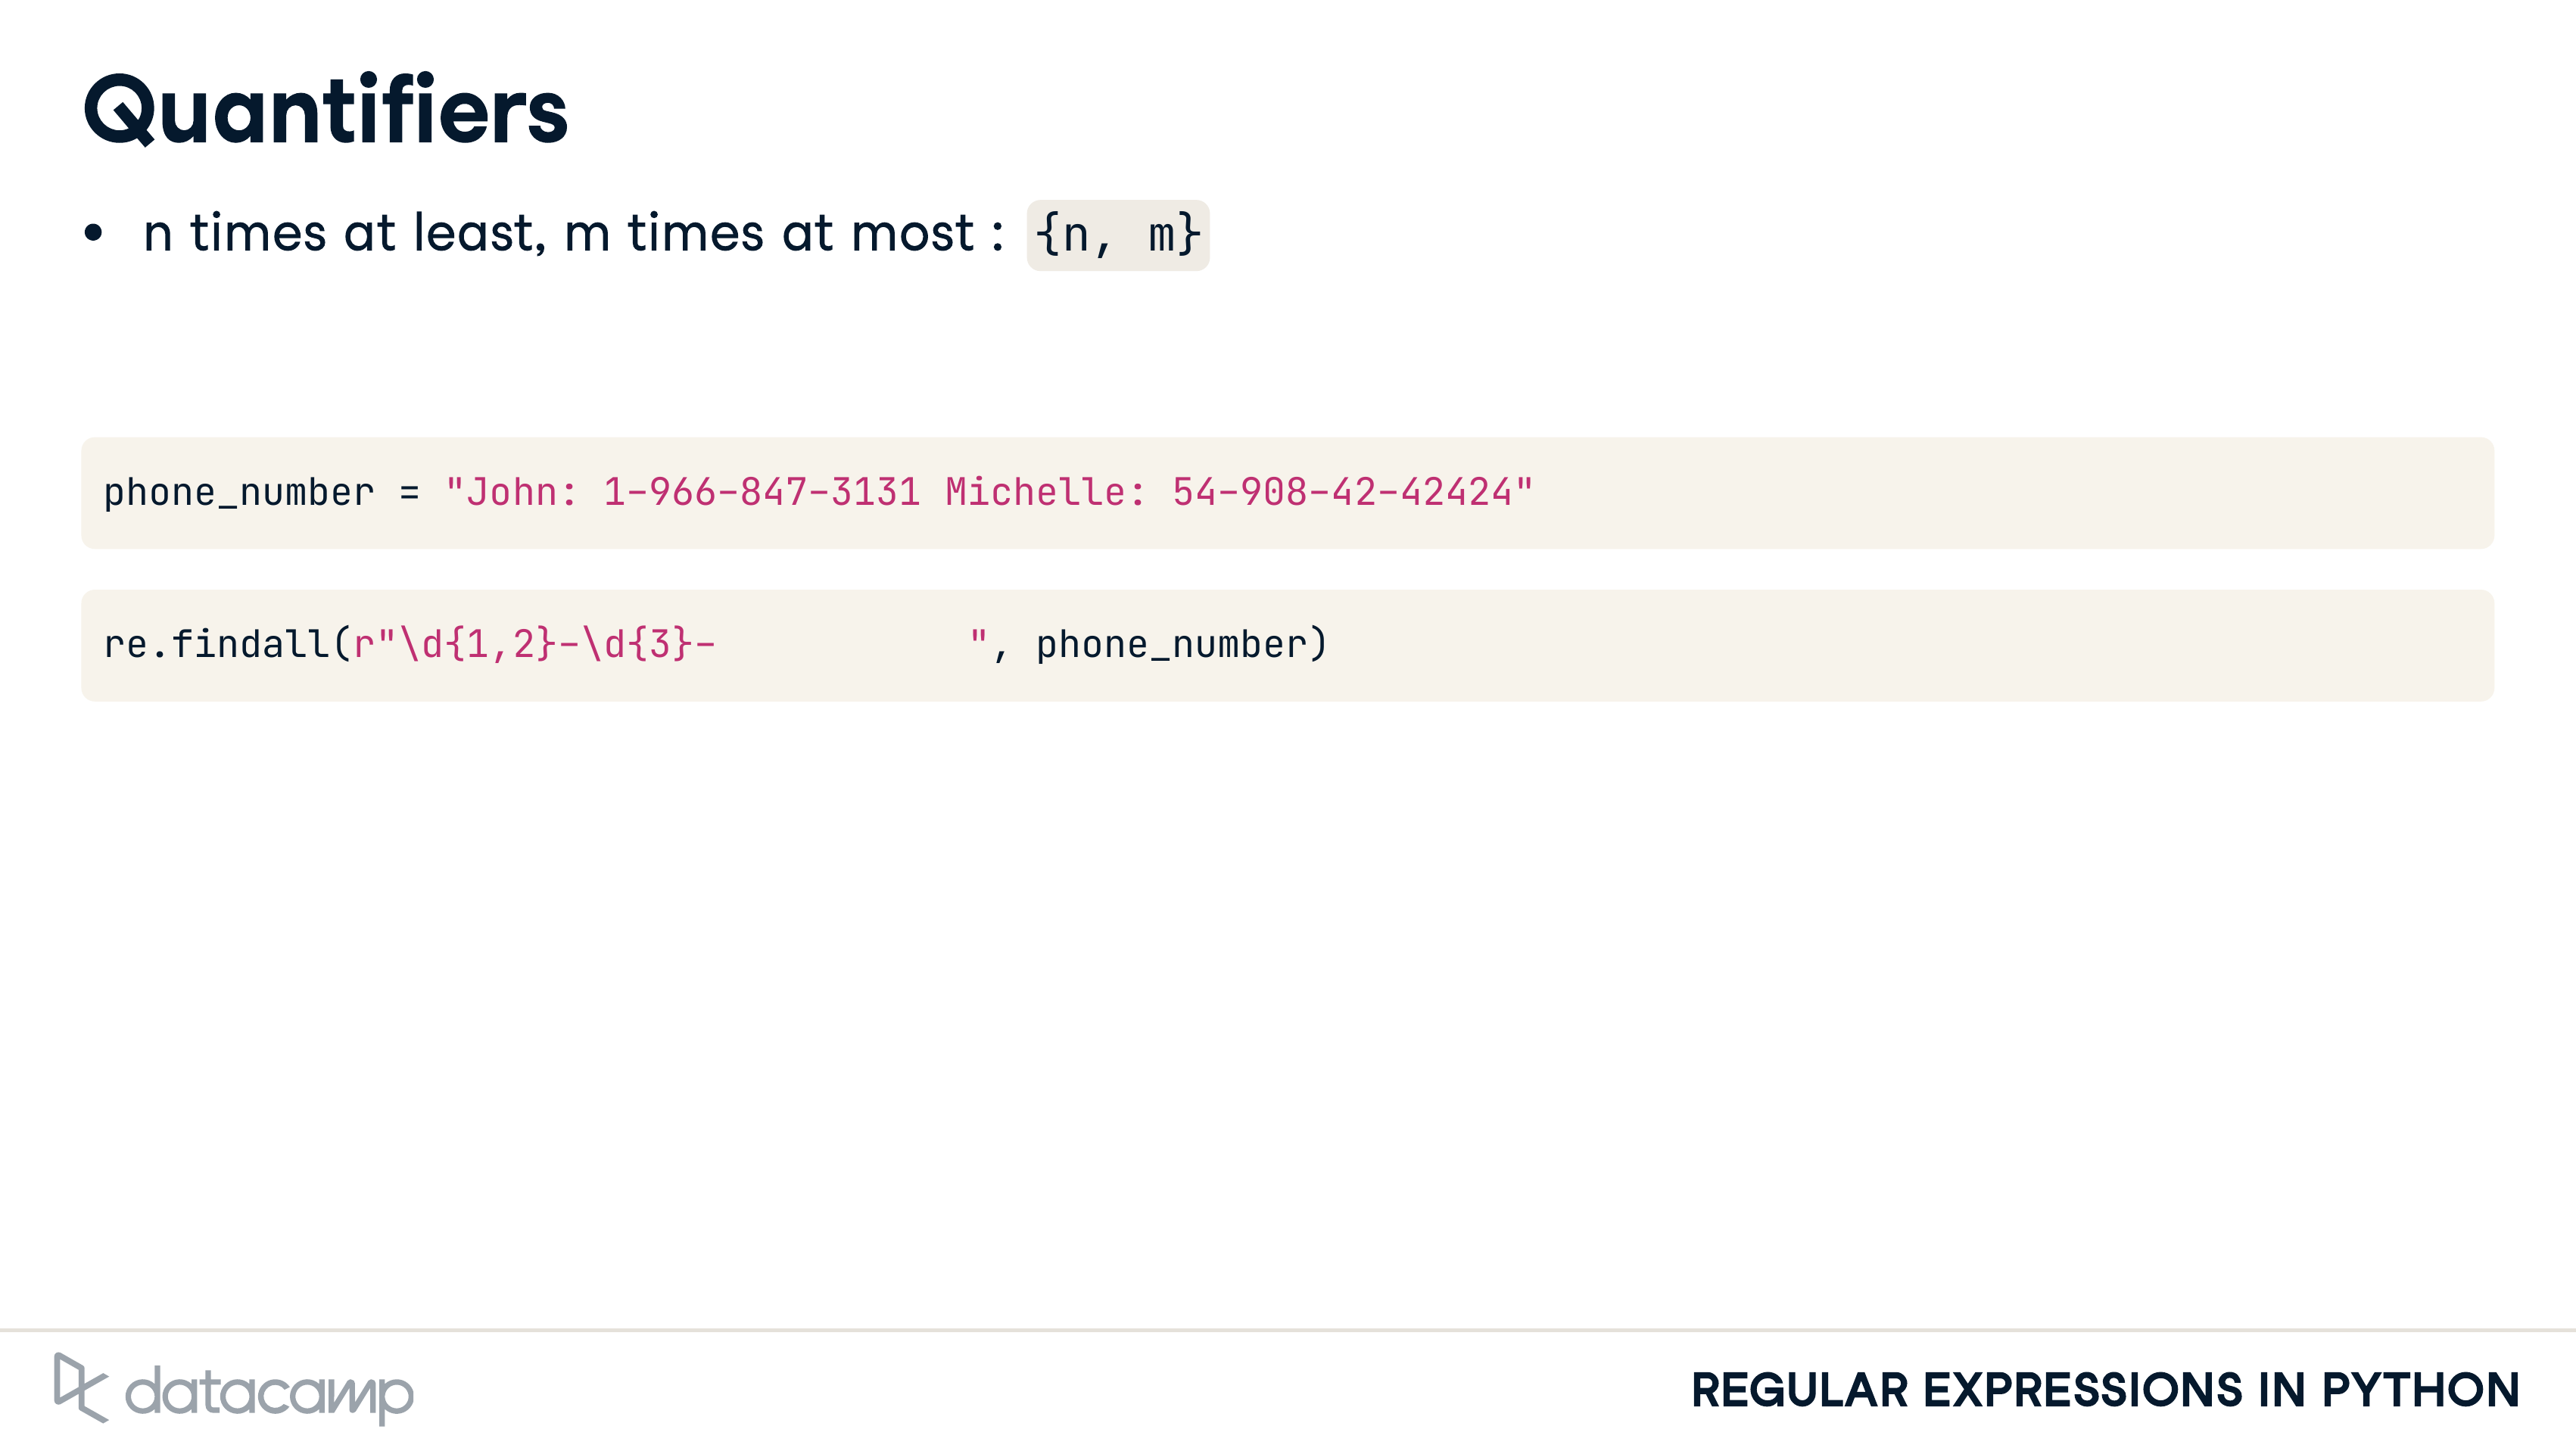 Quantifiers
• n times at least, m times at most : {n, m}
phone_number = "John: 1-966-847-3131 Michelle: 54-908-42-42424"
re.findall(r"\d{1,2}-\d{3}-           ", phone_number)
datacamp
REGULAR EXPRESSIONS IN PYTHON